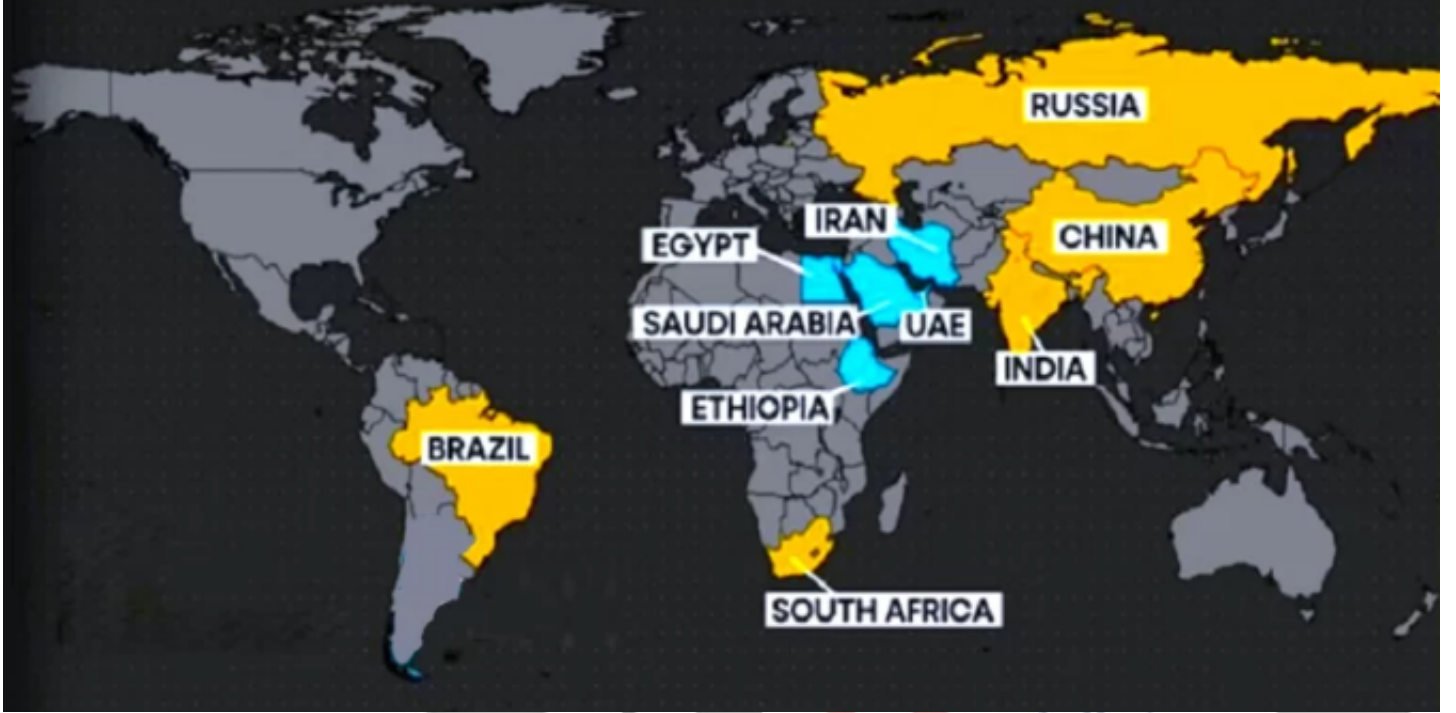 RUSSIA
IRAN
CHINA
EGYPT
SAUDI ARABIA
UAE
INDIA
ETHIOPIA
BRAZIL
SOUTH AFRICA